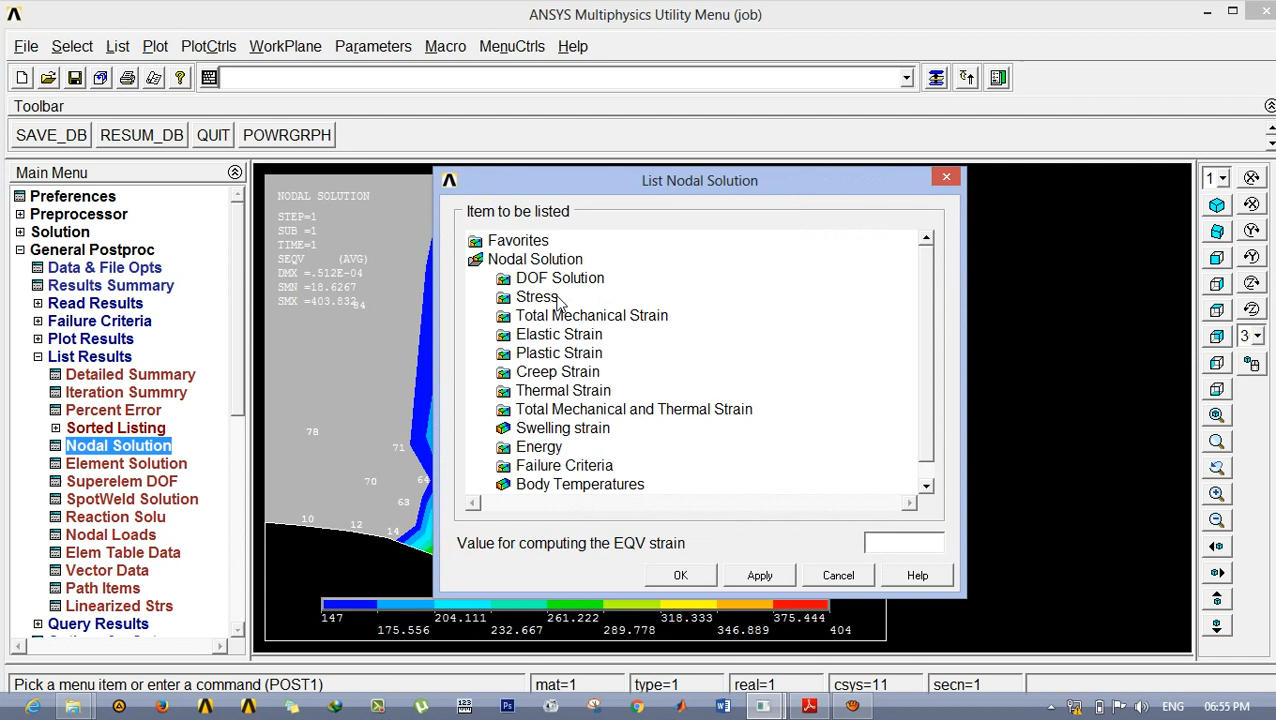 ANSYS Multiphysics Utility Menu (job)
File Select List Plot PlotCtrls WorkPlane Parameters Macro MenuCtrls Help
Toolbar
SAVE_DB RESUM_DB QUIT POWRGRPH
Main Menu
Preferences
Preprocessor
Solution
General Postproc
Data & File Opts
Results Summary
Read Results
Failure Criteria
Plot Results
List Results
Detailed Summary
Iteration Summry
Percent Error
Sorted Listing
Nodal Solution
Element Solution
Superelem DOF
SpotWeld Solution
Reaction Solu
Nodal Loads
Elem Table Data
Vector Data
Path Items
Linearized Strs
Query Results
NODAL SOLUTION
STEP=1
SUB =1
TIME=1
SEQV (AVG)
DMX =.512E-04
SMN =18.6267
SMX =403.832
84
78
71
70
64
63
10 12 14
147 204.111 261.222 318.333 375.444
175.556 232.667 289.778 346.889 404
List Nodal Solution
Item to be listed
Favorites
Nodal Solution
DOF Solution
Stress
Total Mechanical Strain
Elastic Strain
Plastic Strain
Creep Strain
Thermal Strain
Total Mechanical and Thermal Strain
Swelling strain
Energy
Failure Criteria
Body Temperatures
Value for computing the EQV strain
OK Apply Cancel Help
1
3
Pick a menu item or enter a command (POST1) mat=1 type=1 real=1 csys=11 secn=1
ENG 06:55 PM